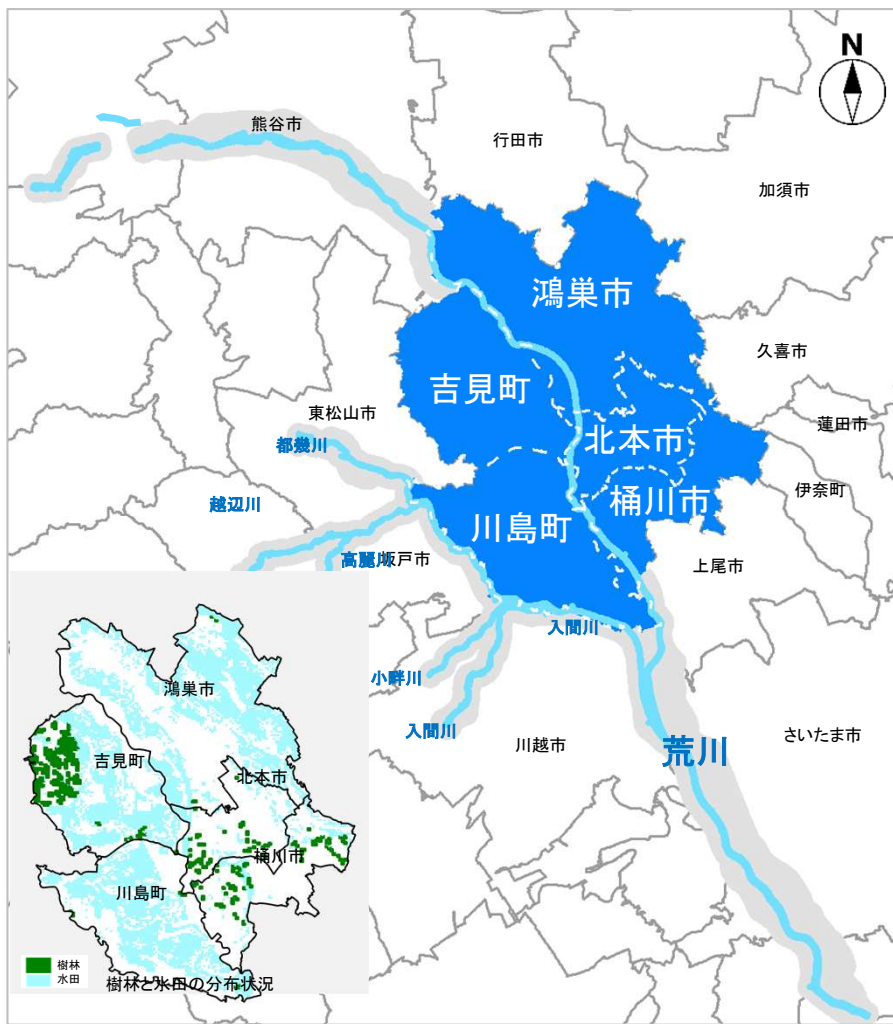 N
熊谷市
行田市
加須市
鴻巣市
久喜市
吉見町
東松山市
蓮田市
北本市
都幾川
伊奈町
桶川市
越辺川
川島町
高麗川
坂戸市
上尾市
入間川
小畔川
入間川
川越市
さいたま市
荒川
鴻巣市
吉見町
北本市
桶川市
川島町
樹林
水田
樹林と水田の分布状況